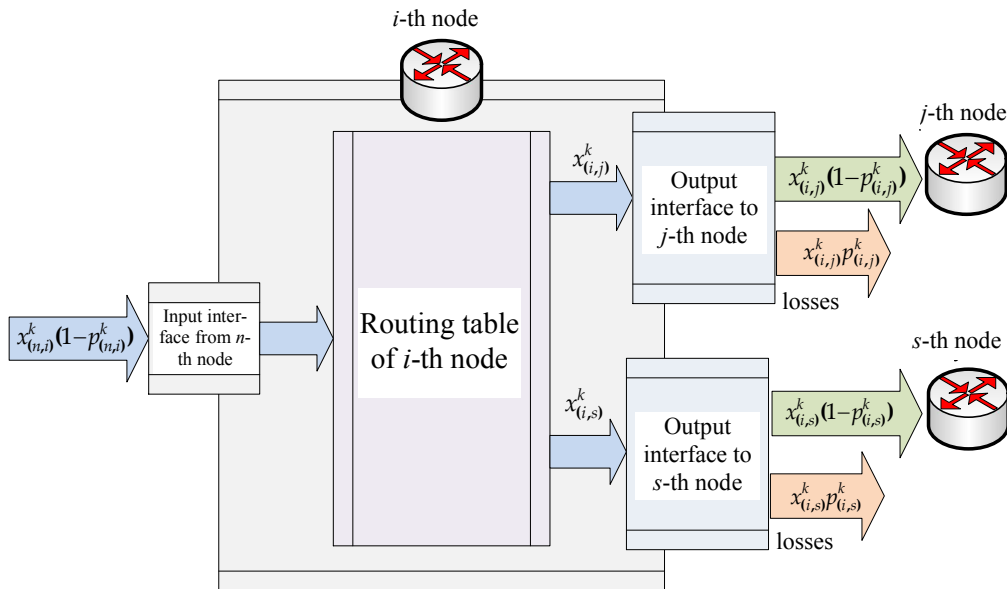 i-th node
j-th node
x^k_(i,j)
Output
interface to
j-th node
x^k_(i,j)(1−p^k_(i,j))
x^k_(i,j)p^k_(i,j)
losses
x^k_(n,i)(1−p^k_(n,i))
Input inter-
face from n-
th node
Routing table
of i-th node
s-th node
x^k_(i,s)
Output
interface to
s-th node
x^k_(i,s)(1−p^k_(i,s))
x^k_(i,s)p^k_(i,s)
losses